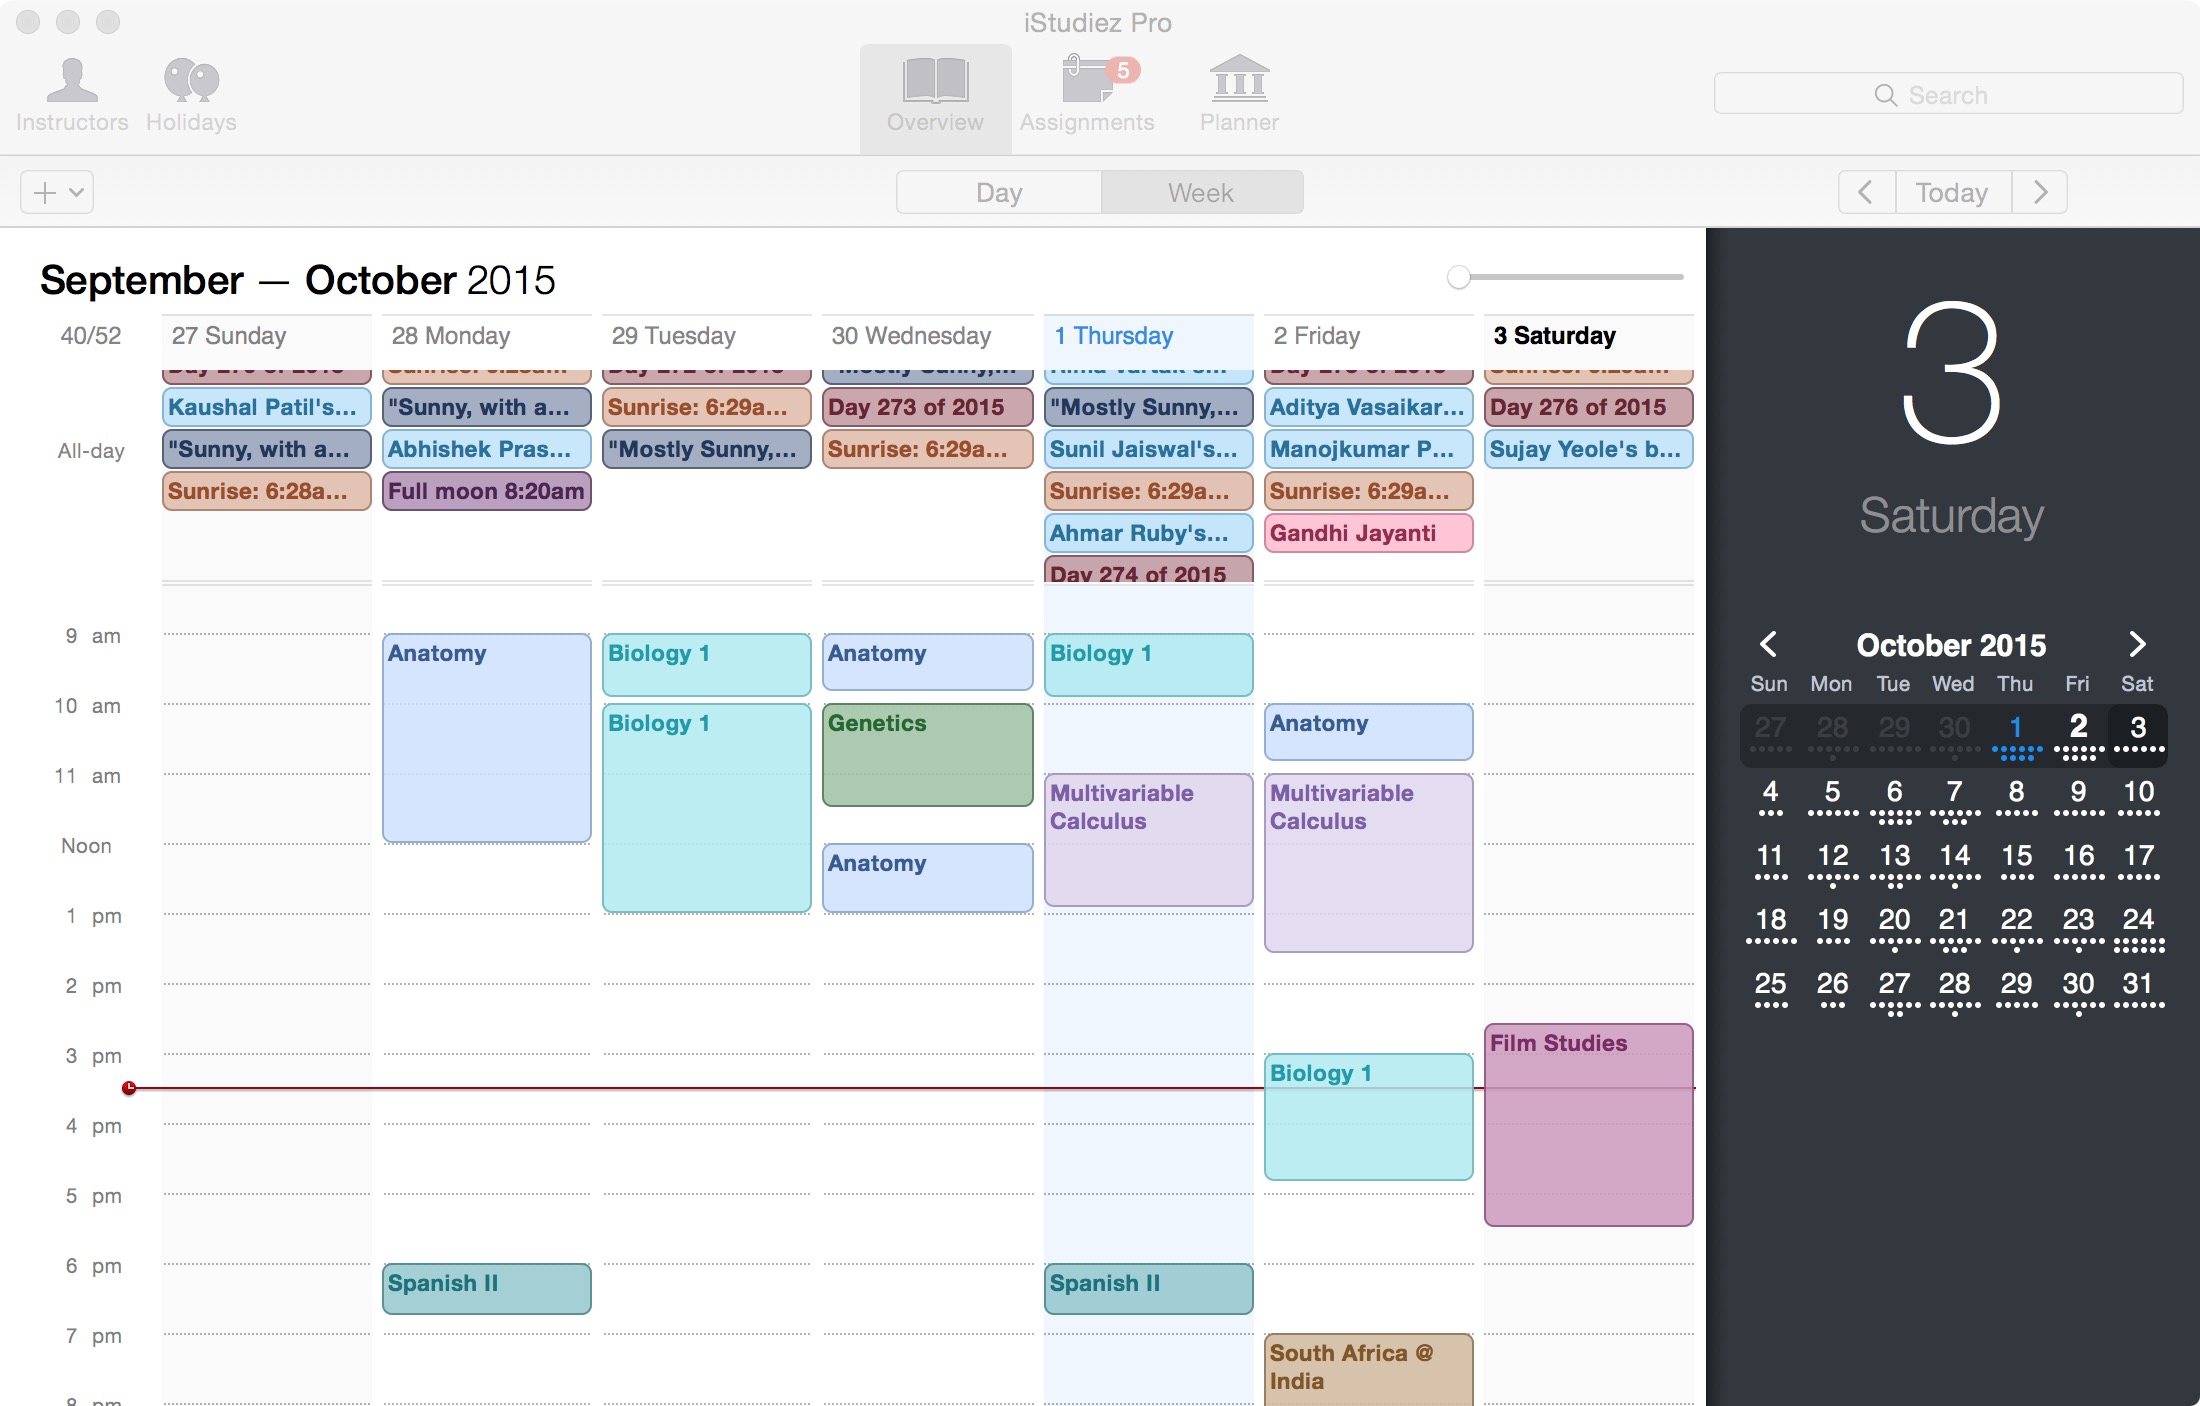 iStudiez Pro
Instructors
Holidays
Overview
5
Assignments
Planner
Search
Day
Week
Today
September — October 2015
40/52
27 Sunday
28 Monday
29 Tuesday
30 Wednesday
1 Thursday
2 Friday
3 Saturday
All-day
Kaushal Patil's...
"Sunny, with a...
Sunrise: 6:28a...
"Sunny, with a...
Abhishek Pras...
Full moon 8:20am
Sunrise: 6:29a...
"Mostly Sunny,...
"Mostly Sunny,...
Day 273 of 2015
Sunrise: 6:29a...
"Mostly Sunny,...
Sunil Jaiswal's...
Sunrise: 6:29a...
Ahmar Ruby's...
Day 274 of 2015
Aditya Vasaikar...
Manojkumar P...
Sunrise: 6:29a...
Gandhi Jayanti
Day 276 of 2015
Sujay Yeole's b...
9 am
10 am
11 am
Noon
1 pm
2 pm
3 pm
4 pm
5 pm
6 pm
7 pm
8 pm
Anatomy
Spanish II
Biology 1
Biology 1
Anatomy
Genetics
Anatomy
Biology 1
Multivariable
Calculus
Spanish II
Anatomy
Multivariable
Calculus
Biology 1
South Africa @
India
Film Studies
3
Saturday
October 2015
Sun Mon Tue Wed Thu Fri Sat
27 28 29 30 1 2 3
4 5 6 7 8 9 10
11 12 13 14 15 16 17
18 19 20 21 22 23 24
25 26 27 28 29 30 31